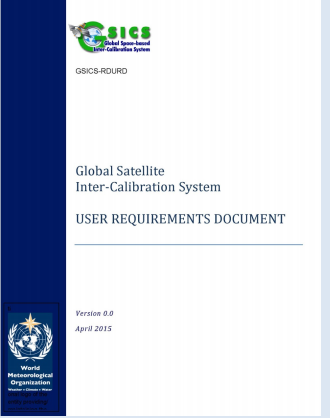 GSICS
Global Space-based
Inter-Calibration System
GSICS-RDURD
Global Satellite
Inter-Calibration System
USER REQUIREMENTS DOCUMENT
Version 0.0
April 2015
World
Meteorological
Organization
Weather • Climate • Water